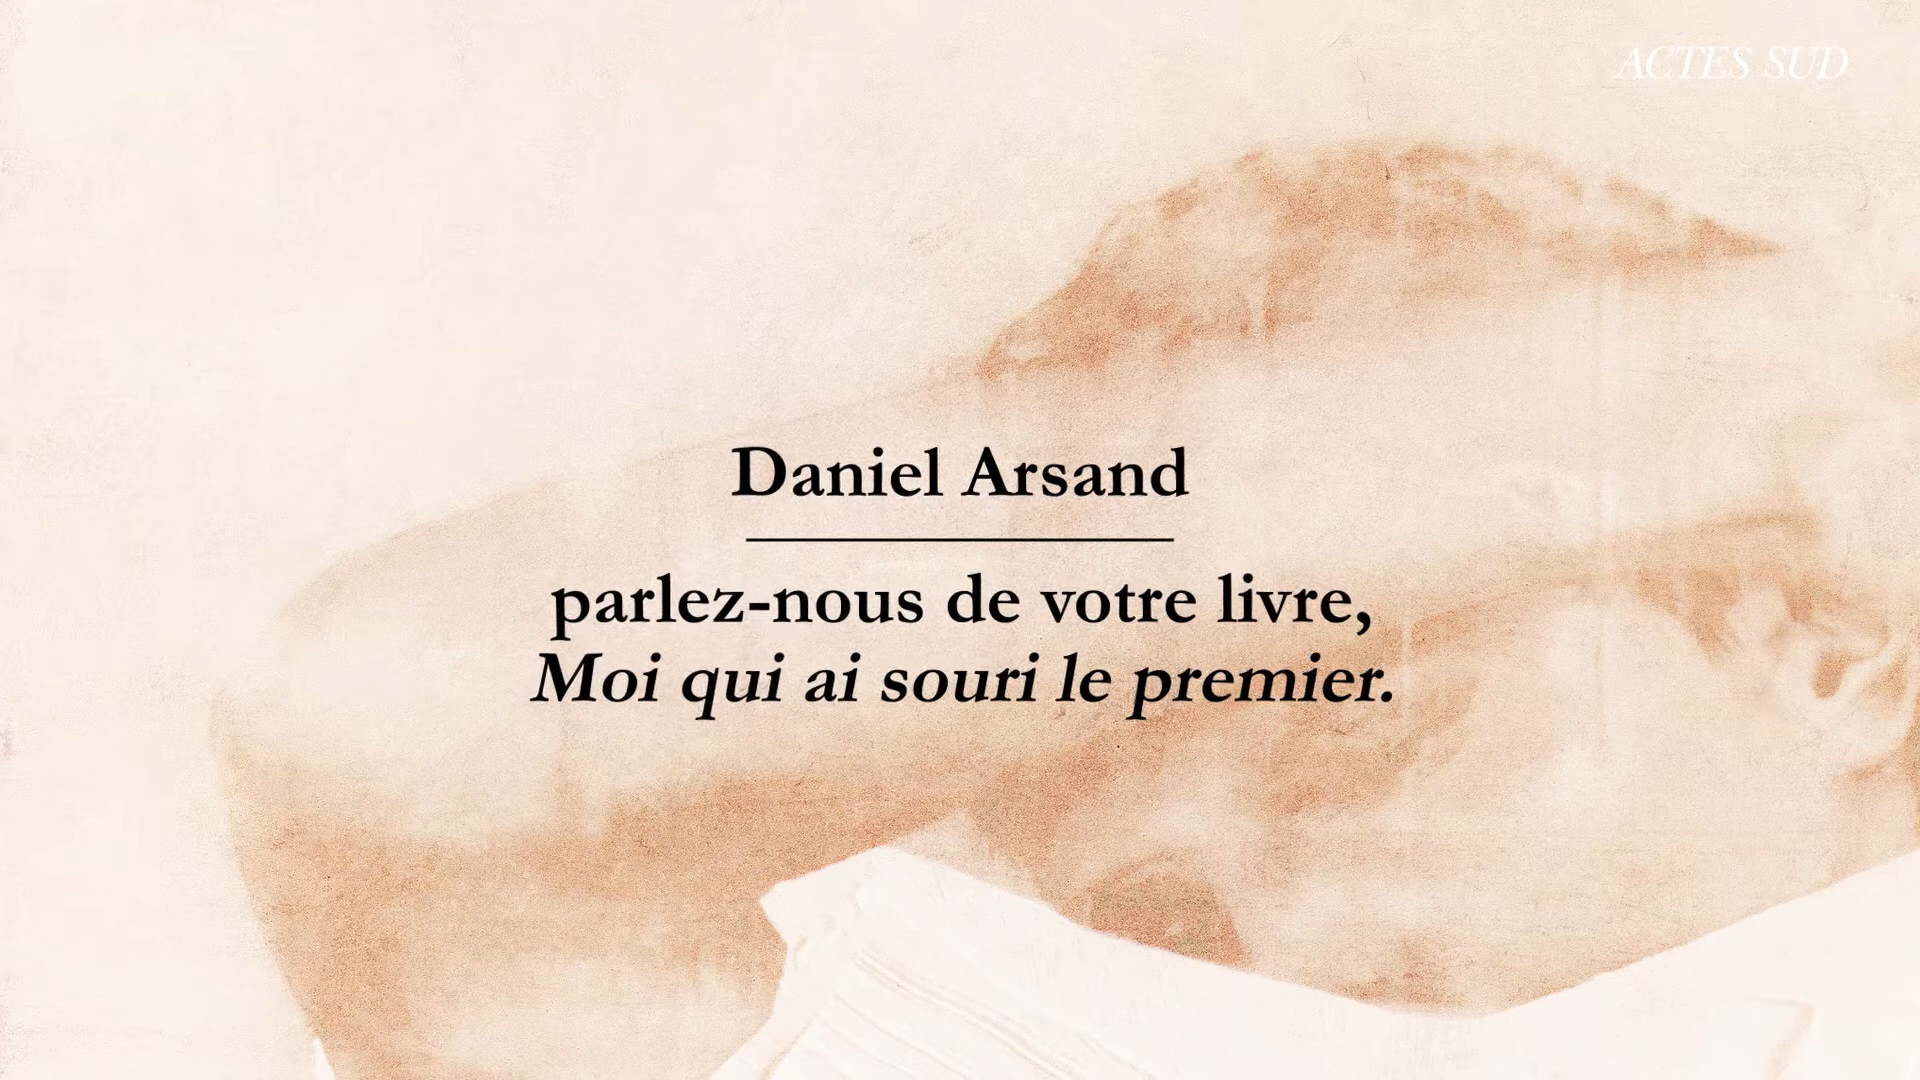 ACTES SUD
Daniel Arsand
parlez-nous de votre livre,
Moi qui ai souri le premier.